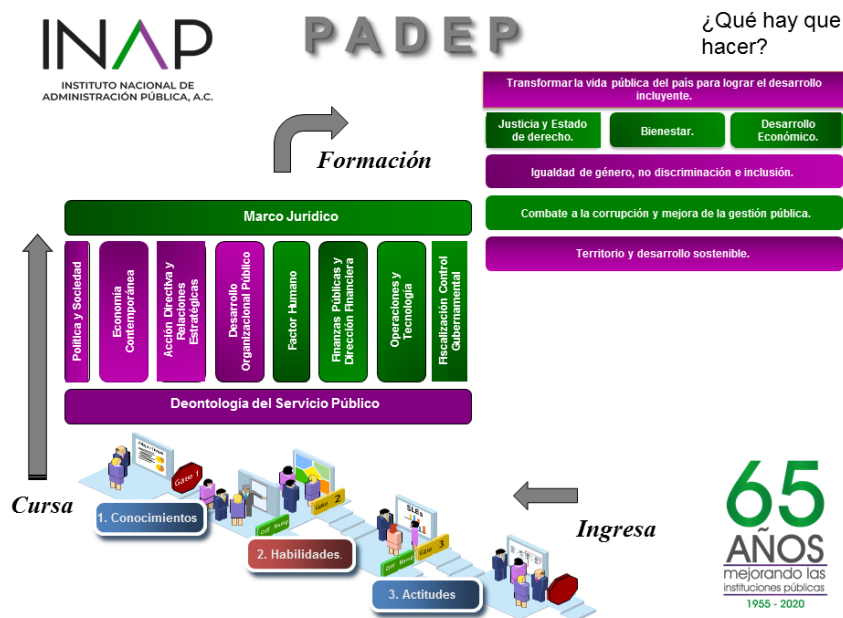 INAP
INSTITUTO NACIONAL DE
ADMINISTRACIÓN PÚBLICA, A.C.
PADEP
¿Qué hay que
hacer?
Transformar la vida pública del país para lograr el desarrollo
incluyente.
Justicia y Estado
de derecho.
Bienestar.
Desarrollo
Económico.
Igualdad de género, no discriminación e inclusión.
Combate a la corrupción y mejora de la gestión pública.
Territorio y desarrollo sostenible.
Formación
Marco Jurídico
Política y Sociedad
Economía
Contemporánea
Acción Directiva y
Relaciones
Estratégicas
Desarrollo
Organizacional Público
Factor Humano
Finanzas Públicas y
Dirección Financiera
Operaciones y
Tecnología
Fiscalización Control
Gubernamental
Deontología del Servicio Público
Cursa
Gate 1
1. Conocimientos
Gate 2
Off Ramp
2. Habilidades.
SLEs
Gate 3
Off Ramp
3. Actitudes
Ingresa
65
AÑOS
mejorando las
instituciones públicas
1955 - 2020